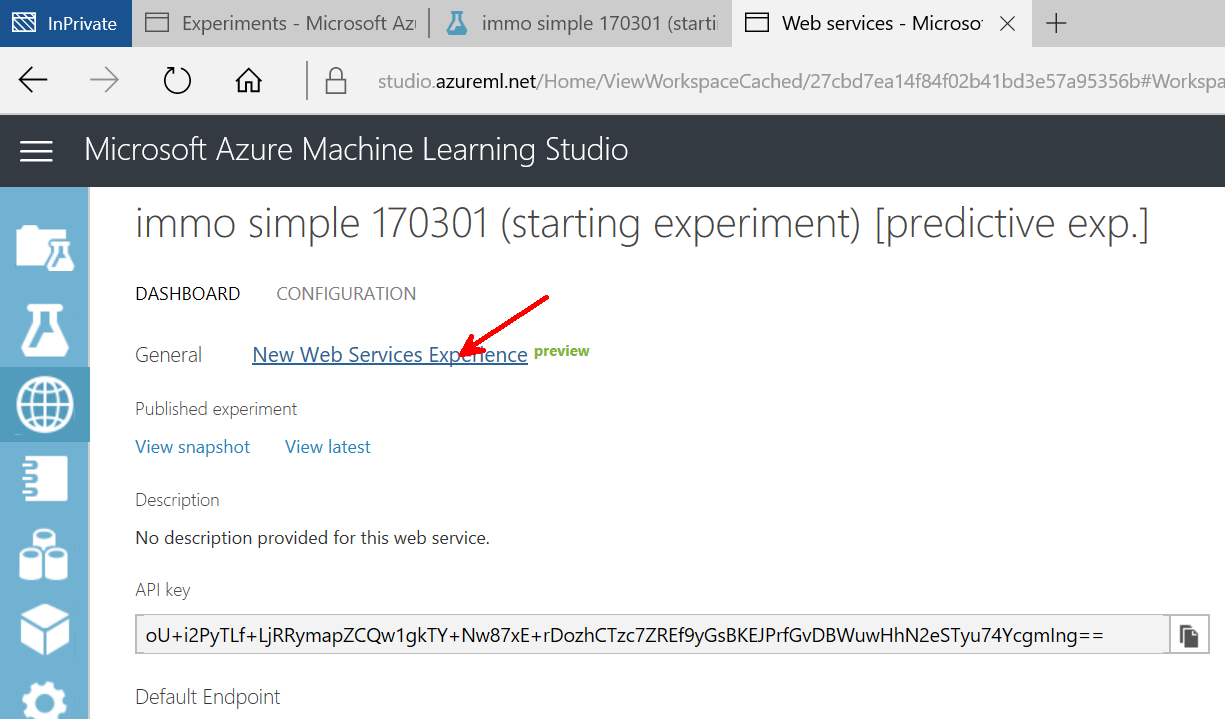 InPrivate
Experiments - Microsoft Az
immo simple 170301 (starti
Web services - Microso
studio.azureml.net/Home/ViewWorkspaceCached/27cbd7ea14f84f02b41bd3e57a95356b#Workspa
Microsoft Azure Machine Learning Studio
immo simple 170301 (starting experiment) [predictive exp.]
DASHBOARD CONFIGURATION
General New Web Services Experience preview
Published experiment
View snapshot View latest
Description
No description provided for this web service.
API key
oU+i2PyTLf+LjRRymapZCQw1gkTY+Nw87xE+rDozhCTzc7ZREf9yGsBKEJPrfGvDBWuwHhN2eSTyu74YcgmIng==
Default Endpoint